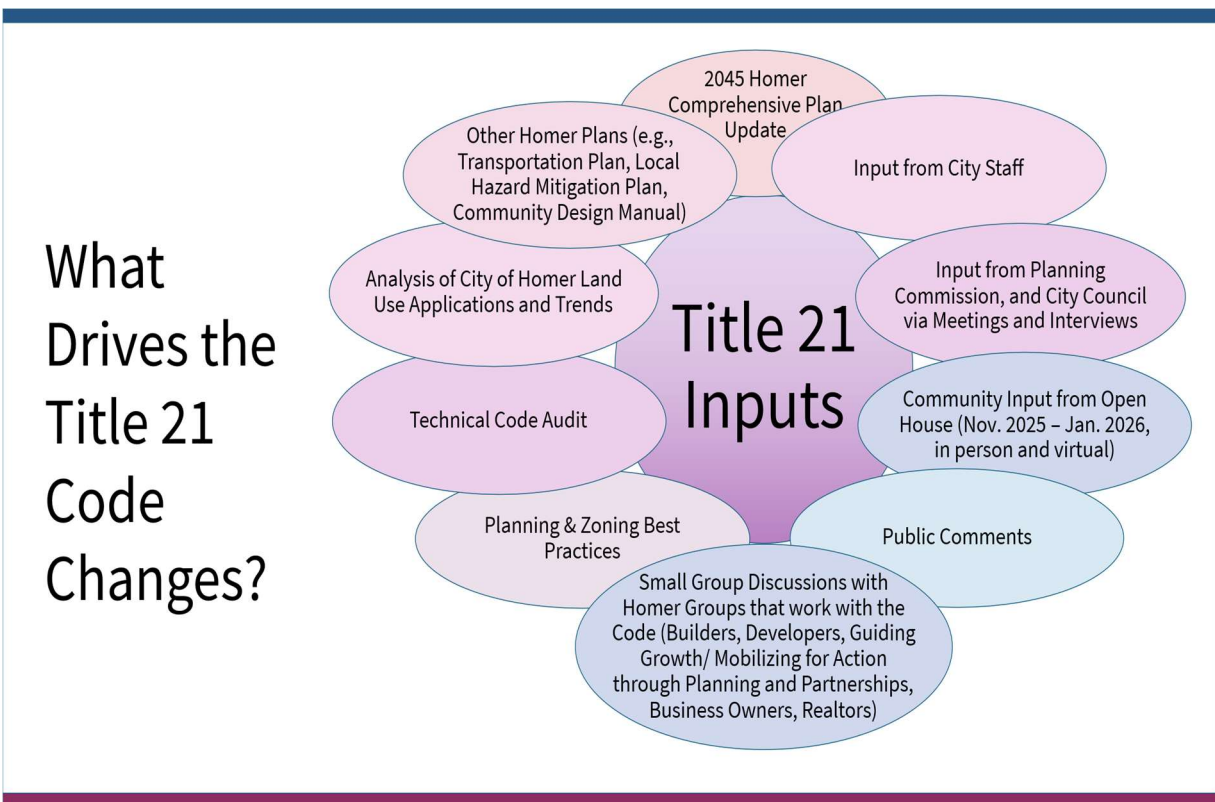 What
Drives the
Title 21
Code
Changes?
Title 21
Inputs
2045 Homer
Comprehensive Plan
Update
Input from City Staff
Input from Planning
Commission, and City Council
via Meetings and Interviews
Community Input from Open
House (Nov. 2025 – Jan. 2026,
in person and virtual)
Public Comments
Small Group Discussions with
Homer Groups that work with the
Code (Builders, Developers, Guiding
Growth/ Mobilizing for Action
through Planning and Partnerships,
Business Owners, Realtors)
Planning & Zoning Best
Practices
Technical Code Audit
Analysis of City of Homer Land
Use Applications and Trends
Other Homer Plans (e.g.,
Transportation Plan, Local
Hazard Mitigation Plan,
Community Design Manual)